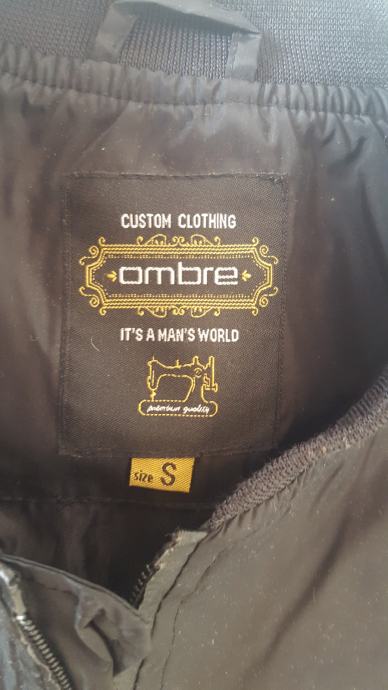 CUSTOM CLOTHING
ombre
IT'S A MAN'S WORLD
premium quality
size S